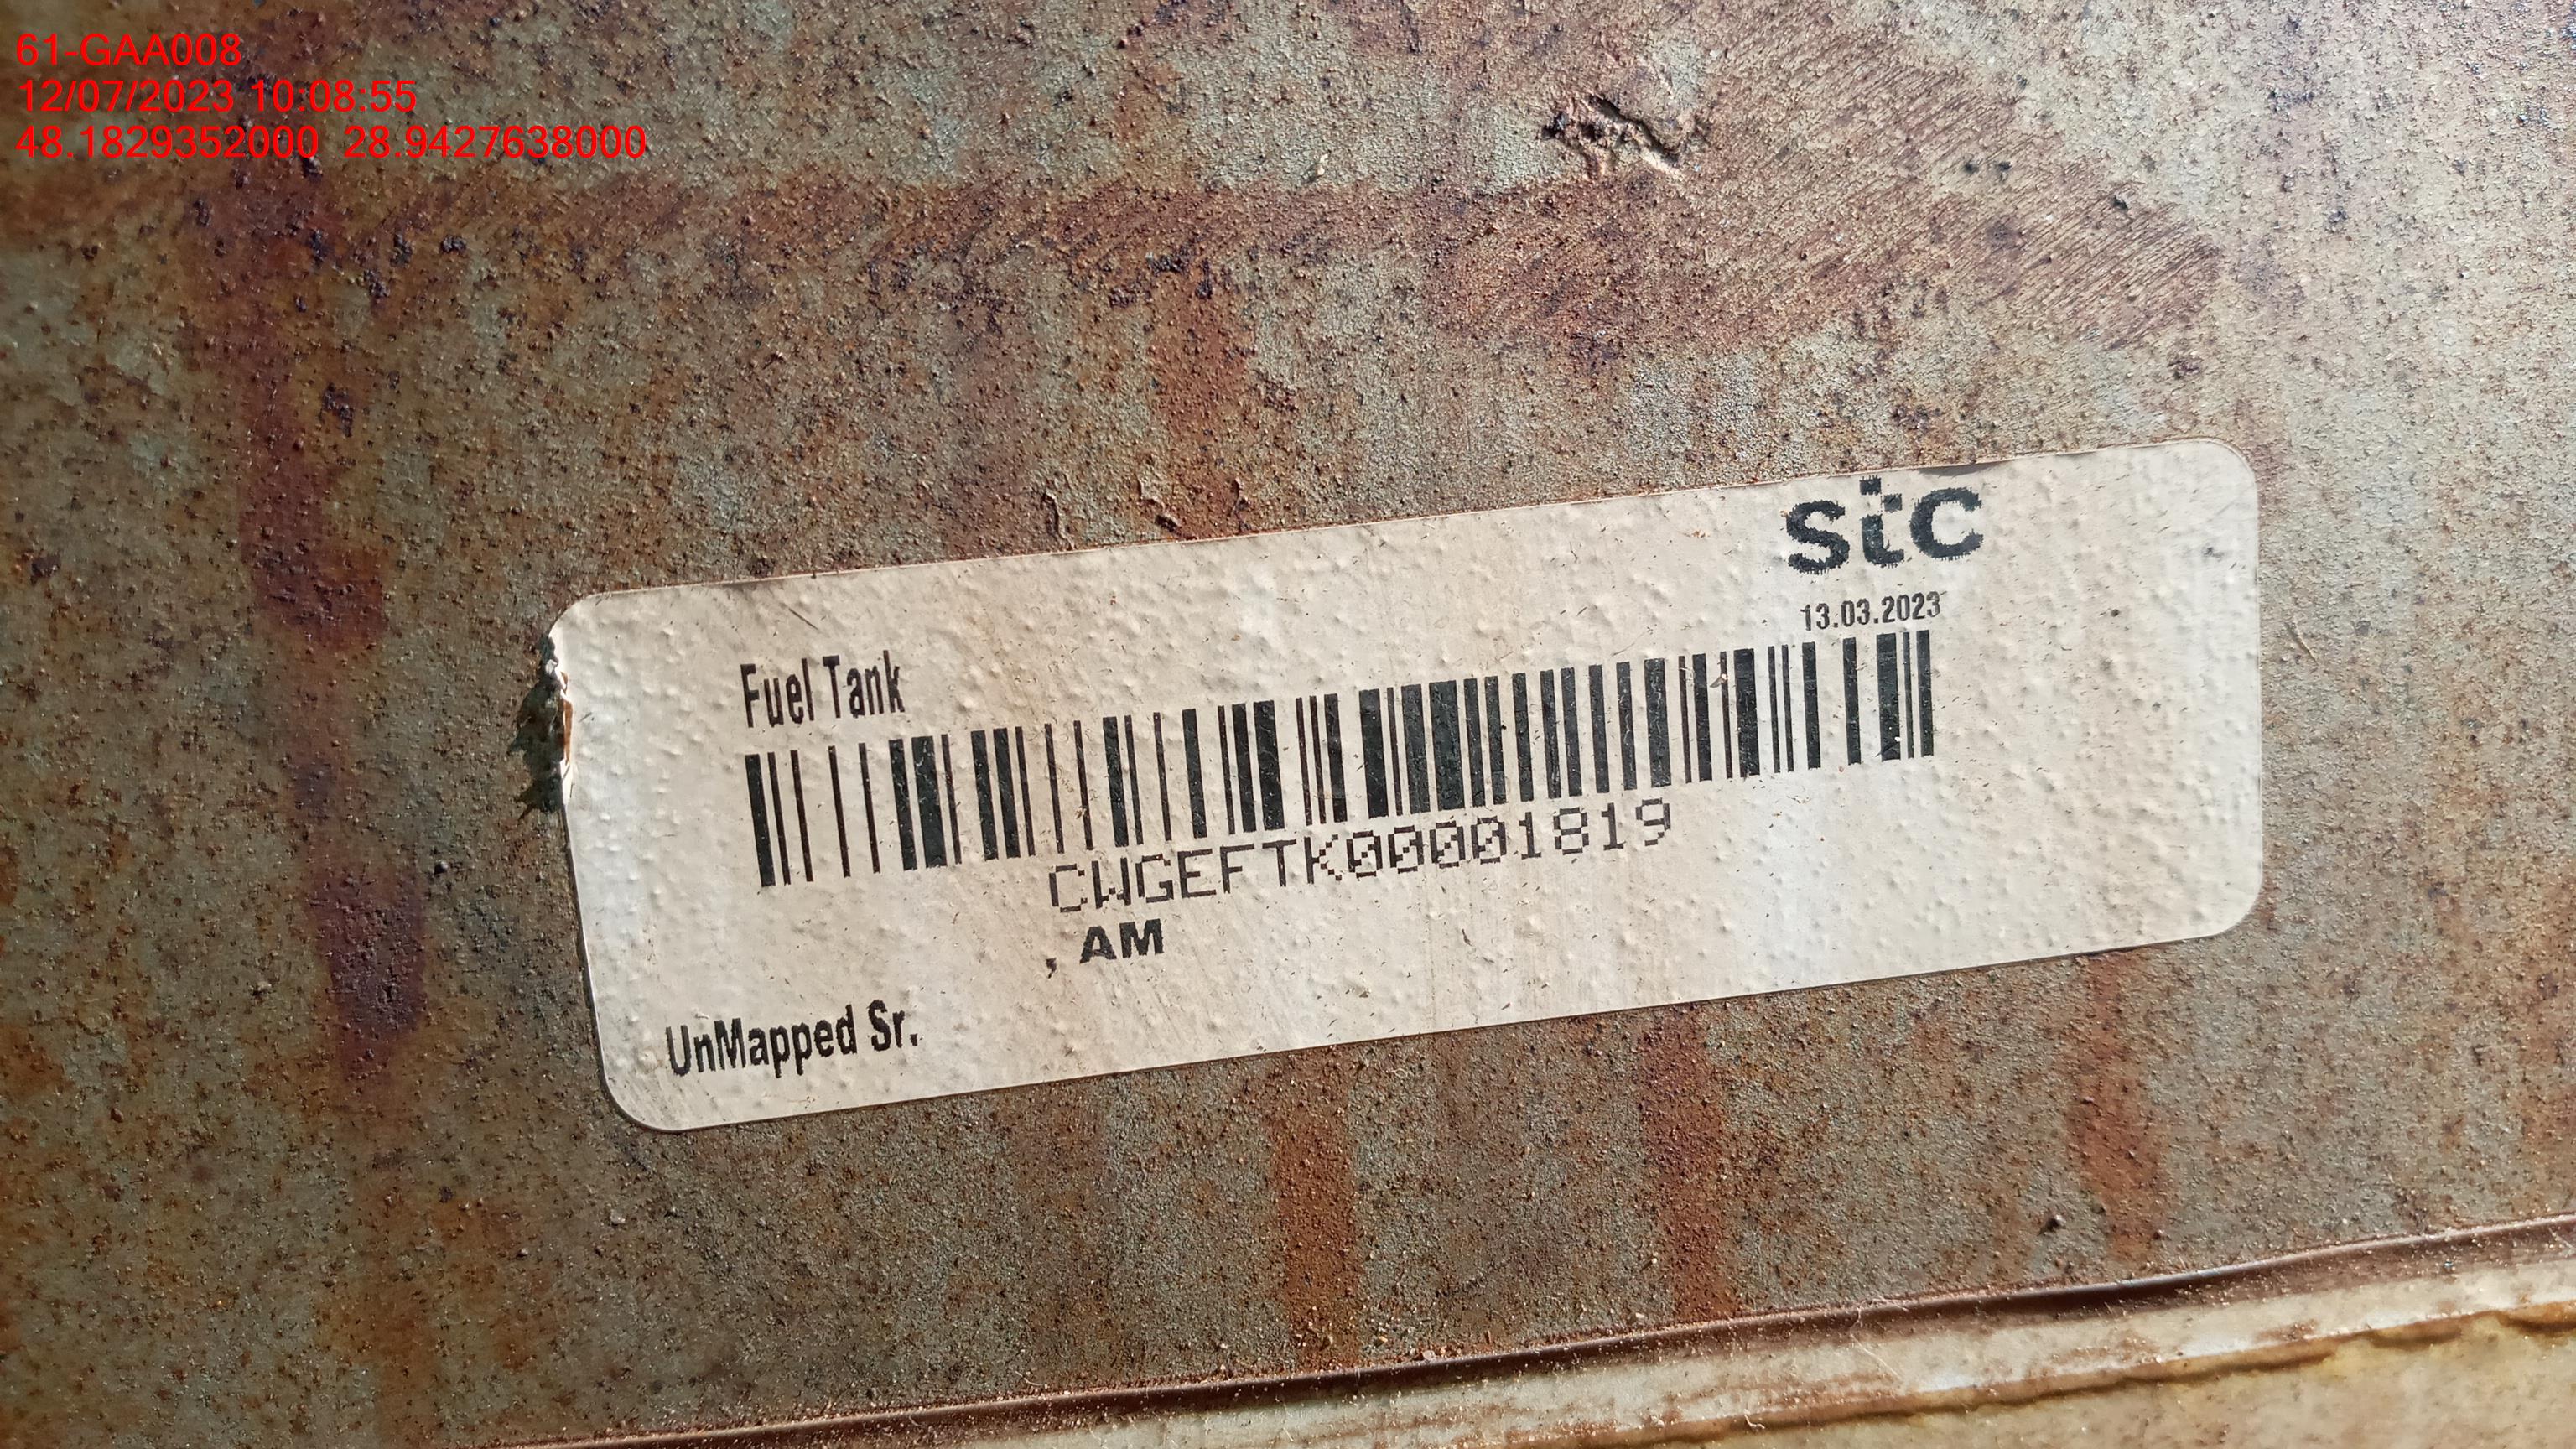 61-GAA008
12/07/2023 10:08:55
48.1829352000 28.9427638000
stc
13.03.2023
Fuel Tank
CWGEFTK00001819
, AM
UnMapped Sr.